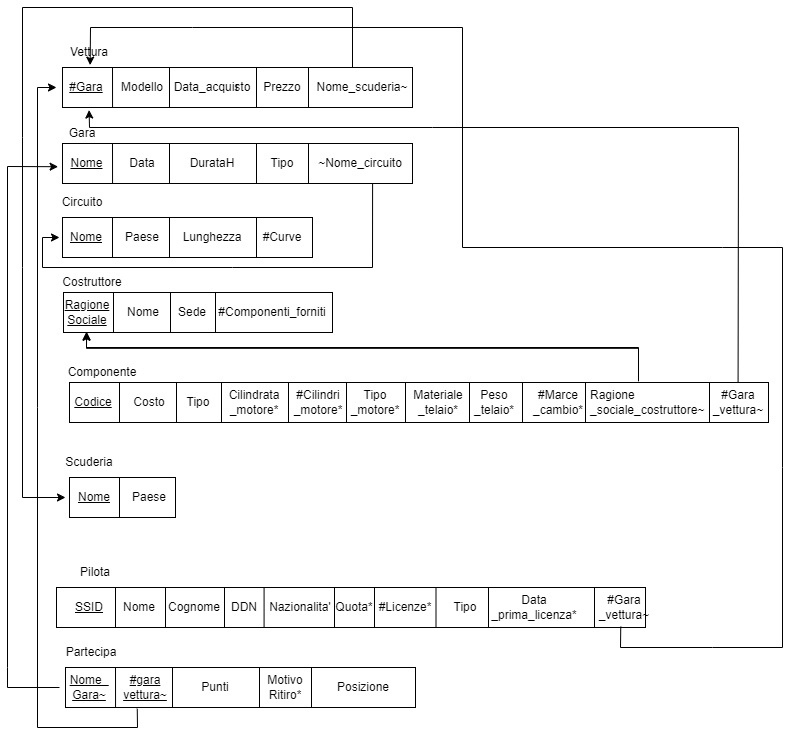 Vettura
#Gara Modello Data_acquisto Prezzo Nome_scuderia~
Gara
Nome Data DurataH Tipo ~Nome_circuito
Circuito
Nome Paese Lunghezza #Curve
Costruttore
Ragione
Sociale Nome Sede #Componenti_forniti
Componente
Codice Costo Tipo Cilindrata
_motore* #Cilindri
_motore* Tipo
_motore* Materiale
_telaio* Peso
_telaio* #Marce
_cambio* Ragione
_sociale_costruttore~ #Gara
_vettura~
Scuderia
Nome Paese
Pilota
SSID Nome Cognome DDN Nazionalita' Quota* #Licenze* Tipo Data
_prima_licenza* #Gara
_vettura~
Partecipa
Nome_
Gara~ #gara
vettura~ Punti Motivo
Ritiro* Posizione